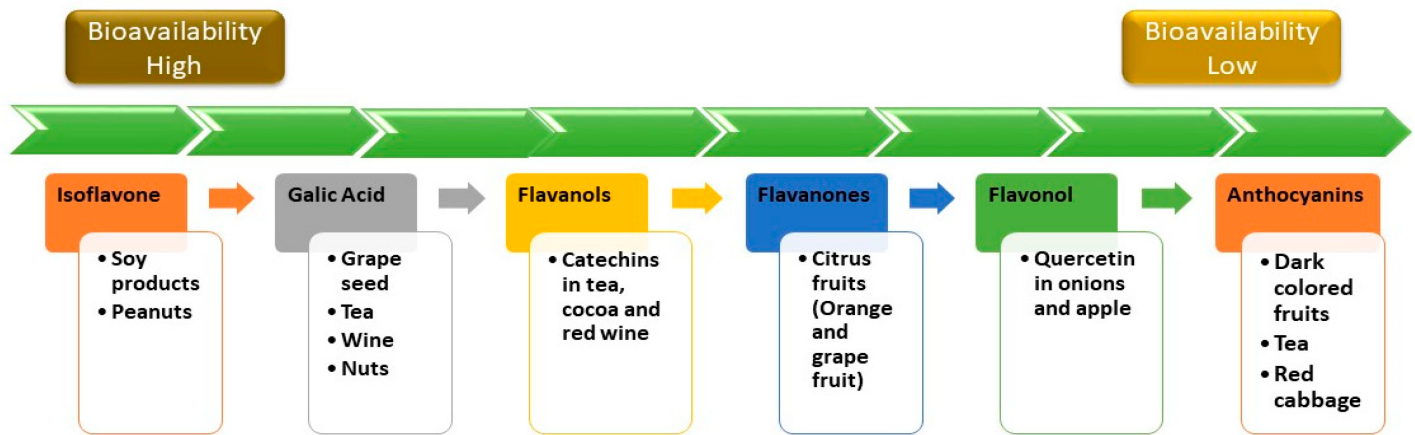 Bioavailability
High
Bioavailability
Low
Isoflavone
• Soy
products
• Peanuts
Galic Acid
• Grape
seed
• Tea
• Wine
• Nuts
Flavanols
• Catechins
in tea,
cocoa and
red wine
Flavanones
• Citrus
fruits
(Orange
and
grape
fruit)
Flavonol
• Quercetin
in onions
and apple
Anthocyanins
• Dark
colored
fruits
• Tea
• Red
cabbage